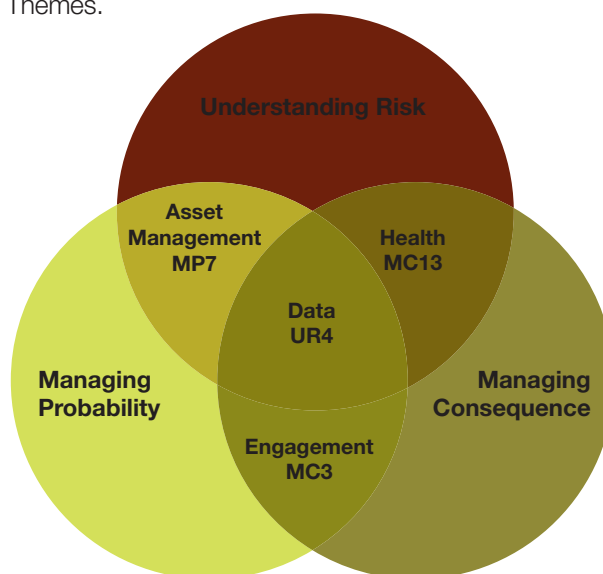 Themes.
Understanding Risk
Asset
Management
MP7
Health
MC13
Data
UR4
Managing
Probability
Managing
Consequence
Engagement
MC3